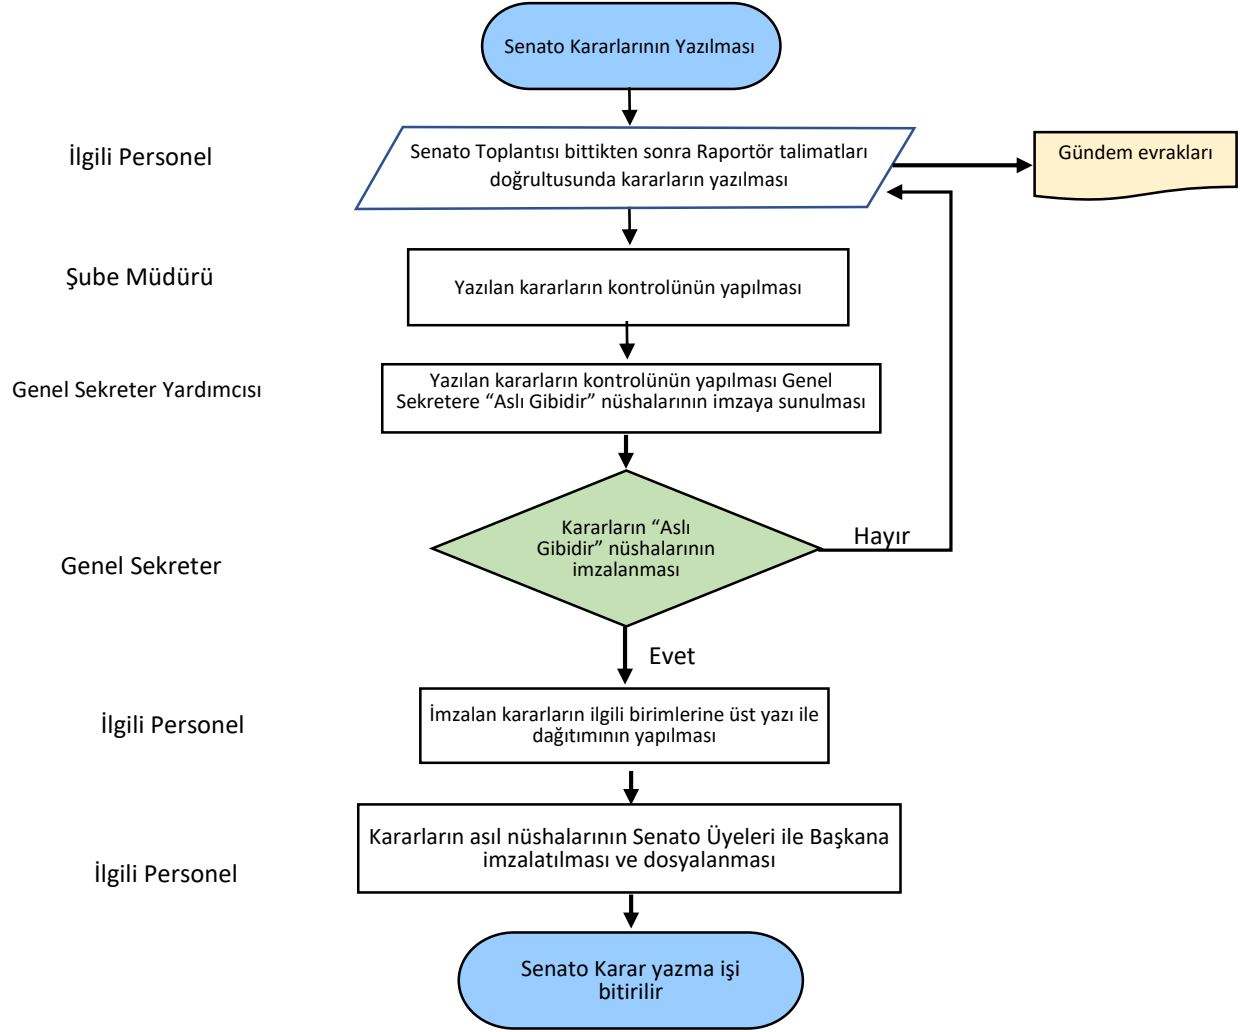 Senato Kararlarının Yazılması
İlgili Personel
Senato Toplantısı bittikten sonra Raportör talimatları
doğrultusunda kararların yazılması
Gündem evrakları
Şube Müdürü
Yazılan kararların kontrolünün yapılması
Genel Sekreter Yardımcısı
Yazılan kararların kontrolünün yapılması Genel
Sekretere “Aslı Gibidir” nüshalarının imzaya sunulması
Genel Sekreter
Kararların “Aslı
Gibidir” nüshalarının
imzalanması
Hayır
Evet
İlgili Personel
İmzalan kararların ilgili birimlerine üst yazı ile
dağıtımının yapılması
İlgili Personel
Kararların asıl nüshalarının Senato Üyeleri ile Başkana
imzalatılması ve dosyalanması
Senato Karar yazma işi
bitirilir